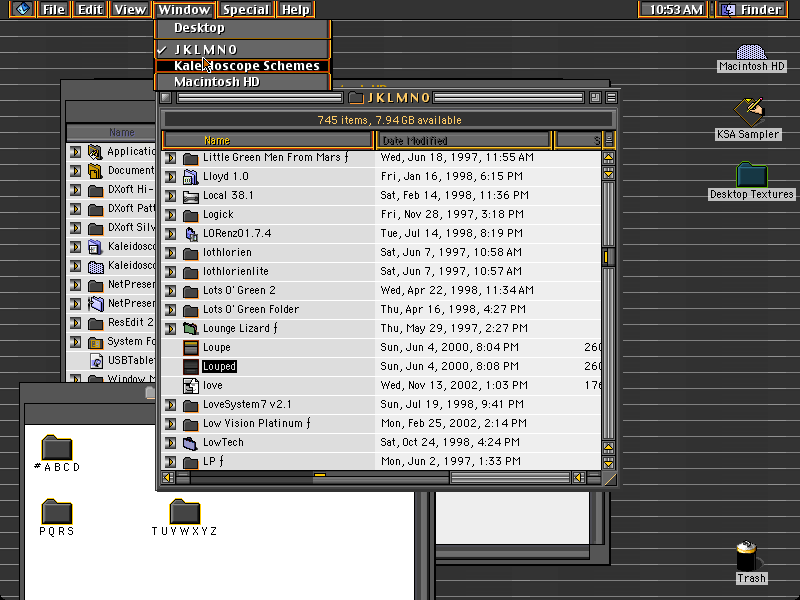 File Edit View Window Special Help 10:53 AM Finder
Desktop
✓ J K L M N O
Kaleidoscope Schemes
Macintosh HD
J K L M N O
745 items, 7.94 GB available
Name Date Modified S
Little Green Men From Mars ƒ Wed, Jun 18, 1997, 11:55 AM
Lloyd 1.0 Fri, Jan 16, 1998, 6:15 PM
Local 38.1 Sat, Feb 14, 1998, 11:36 PM
Logick Fri, Nov 28, 1997, 3:18 PM
LORenz01.7.4 Tue, Jul 14, 1998, 8:19 PM
lothlorien Sat, Jun 7, 1997, 10:58 AM
lothlorienlite Sat, Jun 7, 1997, 10:57 AM
Lots O' Green 2 Wed, Apr 22, 1998, 11:34 AM
Lots O' Green Folder Thu, Apr 16, 1998, 4:27 PM
Lounge Lizard ƒ Thu, May 29, 1997, 2:27 PM
Loupe Sun, Jun 4, 2000, 8:04 PM 260
Louped Sun, Jun 4, 2000, 8:08 PM 260
love Wed, Nov 13, 2002, 1:03 PM 176
LoveSystem7 v2.1 Sun, Jul 19, 1998, 9:41 PM
Low Vision Platinum ƒ Mon, Feb 25, 2002, 2:14 PM
LowTech Sat, Oct 24, 1998, 4:24 PM
LP ƒ Mon, Jun 2, 1997, 1:33 PM
Name
Applicatio
Document
DXoft Hi-
DXoft Patt
DXoft Silv
Kaleidosco
Kaleidosco
NetPresen
NetPresen
ResEdit 2
System Fo
USBTablet
Window M
#ABCD
PQRS
TUYWXYZ
Macintosh HD
KSA Sampler
Desktop Textures
Trash